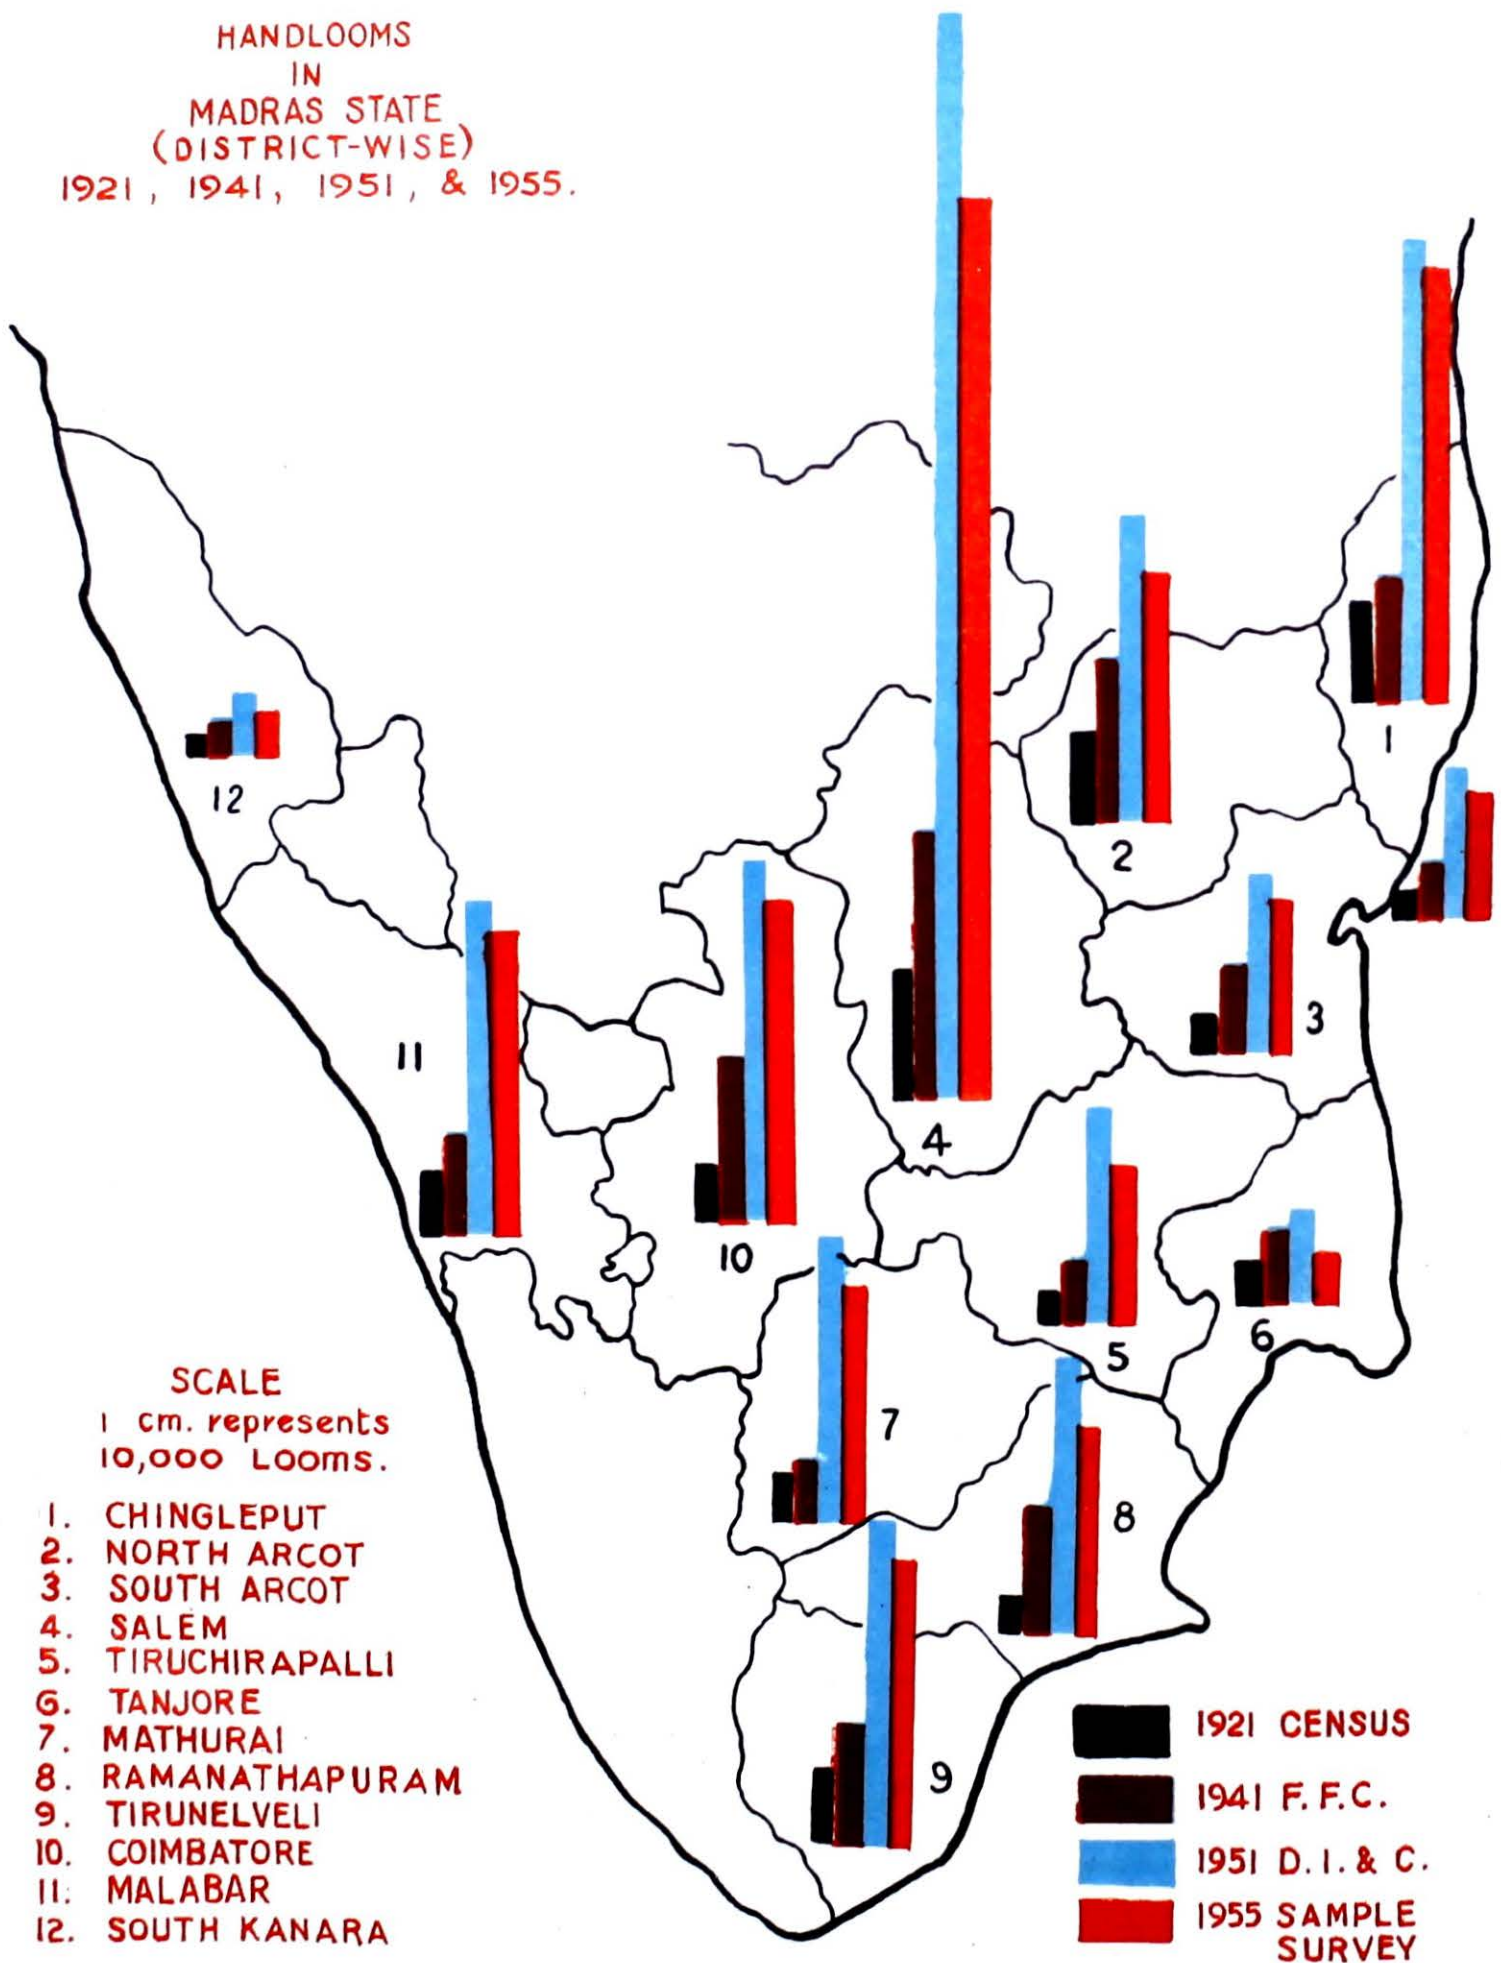 HANDLOOMS
IN
MADRAS STATE
(DISTRICT-WISE)
1921, 1941, 1951, & 1955.
1
2
3
4
5
6
7
8
9
10
11
12
SCALE
1 cm. represents
10,000 LOOMS.
1. CHINGLEPUT
2. NORTH ARCOT
3. SOUTH ARCOT
4. SALEM
5. TIRUCHIRAPALLI
6. TANJORE
7. MATHURAI
8. RAMANATHAPURAM
9. TIRUNELVELI
10. COIMBATORE
11. MALABAR
12. SOUTH KANARA
1921 CENSUS
1941 F.F.C.
1951 D.I. & C.
1955 SAMPLE
SURVEY